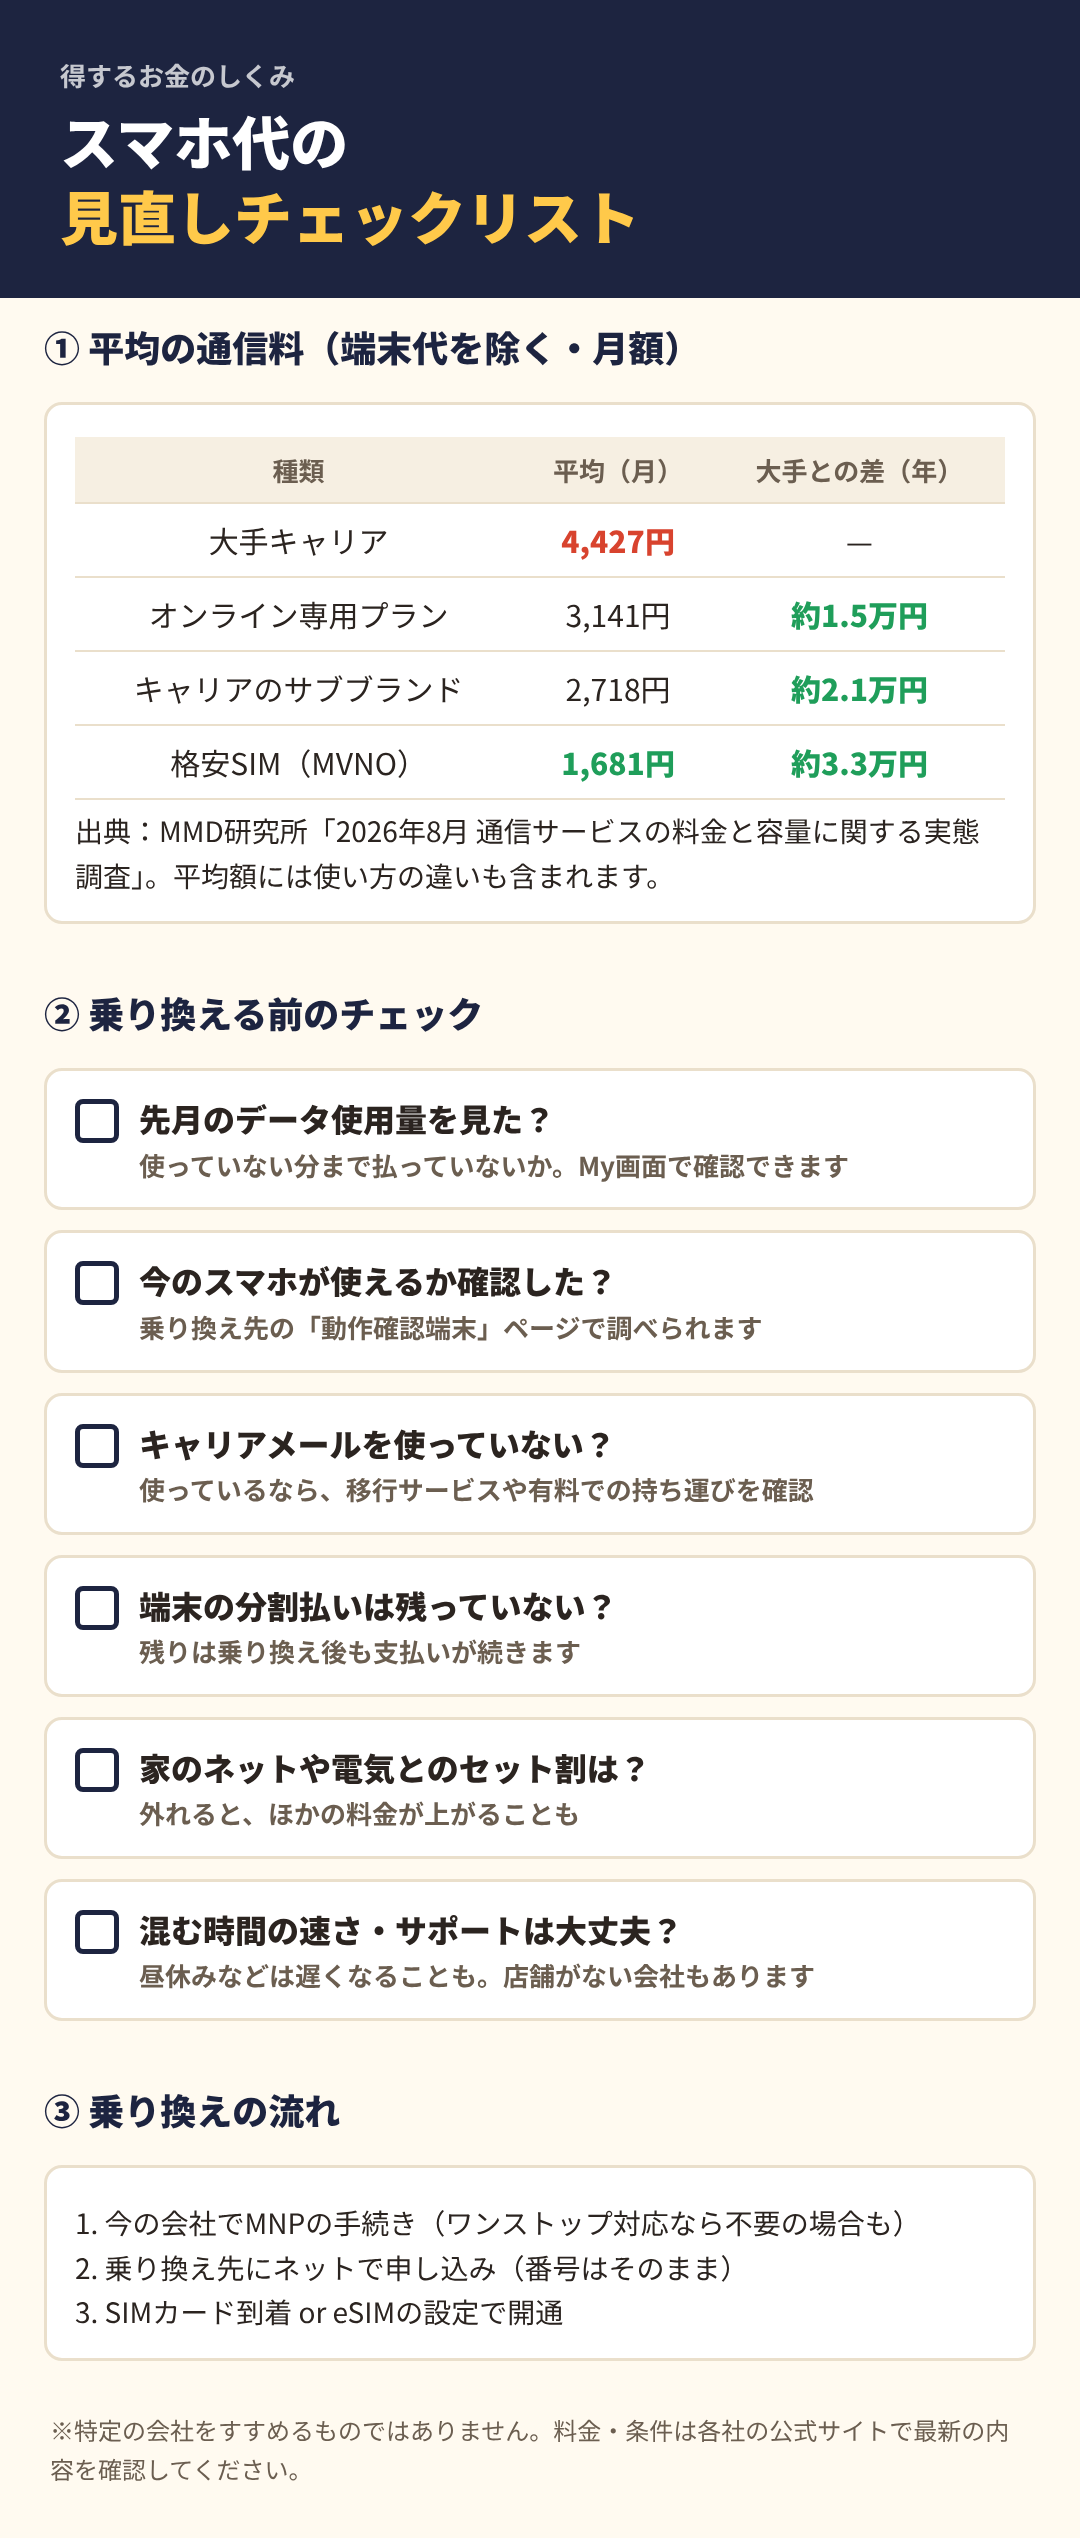 得するお金のしくみ
スマホ代の
見直しチェックリスト
① 平均の通信料（端末代を除く・月額）
種類 平均（月） 大手との差（年）
大手キャリア 4,427円 —
オンライン専用プラン 3,141円 約1.5万円
キャリアのサブブランド 2,718円 約2.1万円
格安SIM（MVNO） 1,681円 約3.3万円
出典：MMD研究所「2026年8月 通信サービスの料金と容量に関する実態
調査」。平均額には使い方の違いも含まれます。
② 乗り換える前のチェック
先月のデータ使用量を見た？
使っていない分まで払っていないか。My画面で確認できます
今のスマホが使えるか確認した？
乗り換え先の「動作確認端末」ページで調べられます
キャリアメールを使っていない？
使っているなら、移行サービスや有料での持ち運びを確認
端末の分割払いは残っていない？
残りは乗り換え後も支払いが続きます
家のネットや電気とのセット割は？
外れると、ほかの料金が上がることも
混む時間の速さ・サポートは大丈夫？
昼休みなどは遅くなることも。店舗がない会社もあります
③ 乗り換えの流れ
1. 今の会社でMNPの手続き（ワンストップ対応なら不要の場合も）
2. 乗り換え先にネットで申し込み（番号はそのまま）
3. SIMカード到着 or eSIMの設定で開通
※特定の会社をすすめるものではありません。料金・条件は各社の公式サイトで最新の内
容を確認してください。